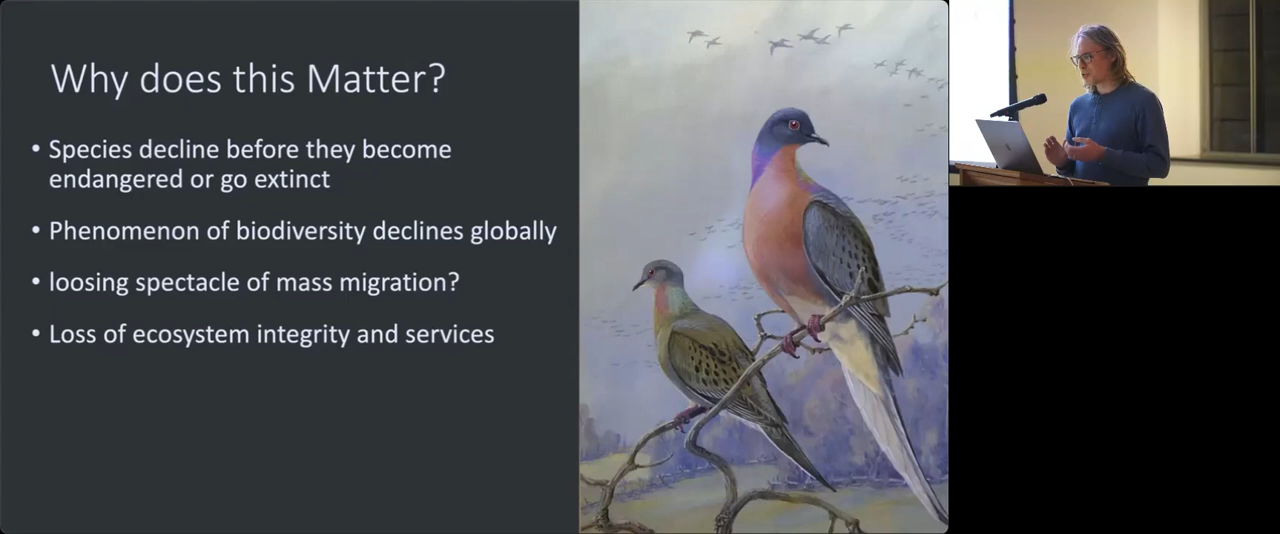 Why does this Matter?
• Species decline before they become
endangered or go extinct
• Phenomenon of biodiversity declines globally
• loosing spectacle of mass migration?
• Loss of ecosystem integrity and services